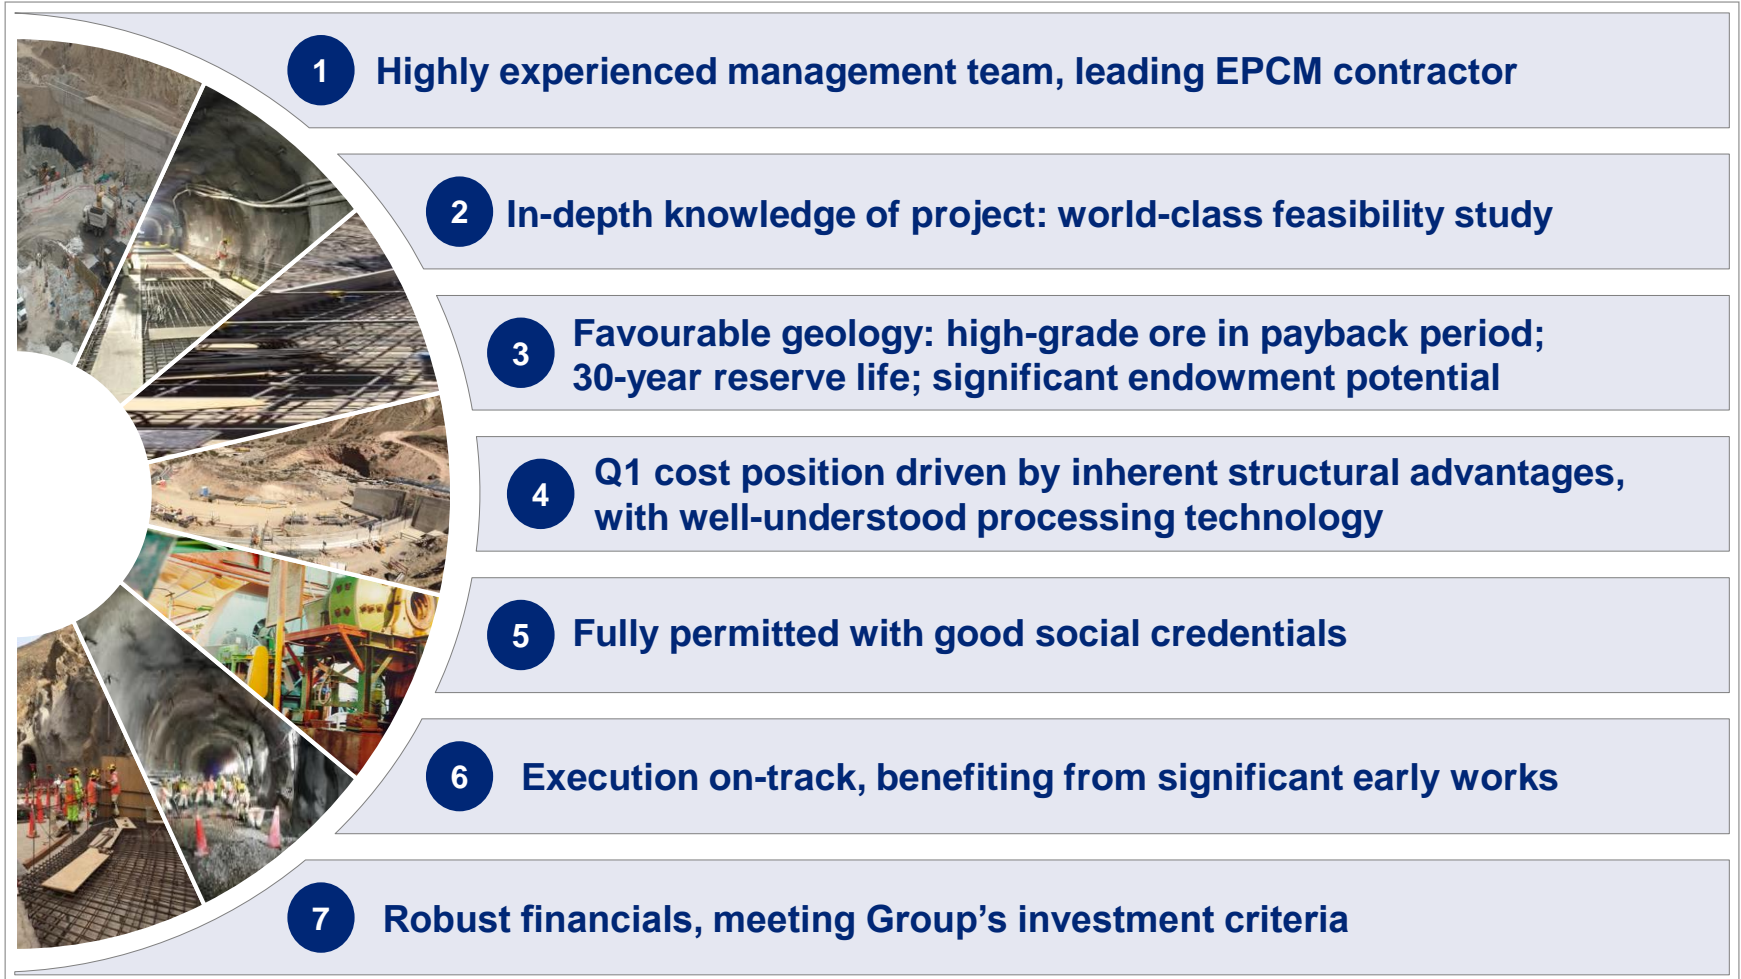 1 Highly experienced management team, leading EPCM contractor
2 In-depth knowledge of project: world-class feasibility study
3 Favourable geology: high-grade ore in payback period;
30-year reserve life; significant endowment potential
4 Q1 cost position driven by inherent structural advantages,
with well-understood processing technology
5 Fully permitted with good social credentials
6 Execution on-track, benefiting from significant early works
7 Robust financials, meeting Group’s investment criteria